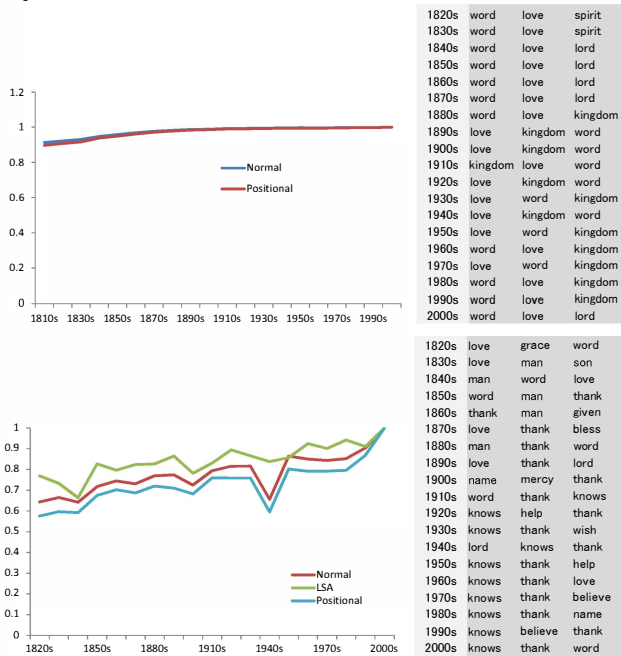 1.2
1
0.8
0.6
0.4
0.2
0
Normal
Positional
1810s 1830s 1850s 1870s 1890s 1910s 1930s 1950s 1970s 1990s
1820s word love spirit
1830s word love spirit
1840s word love lord
1850s word love lord
1860s word love lord
1870s word love lord
1880s word love kingdom
1890s love kingdom word
1900s love kingdom word
1910s kingdom love word
1920s love kingdom word
1930s love word kingdom
1940s love kingdom word
1950s love word kingdom
1960s word love kingdom
1970s love word kingdom
1980s word love kingdom
1990s word love kingdom
2000s word love lord
1
0.9
0.8
0.7
0.6
0.5
0.4
0.3
0.2
0.1
0
Normal
LSA
Positional
1820s 1850s 1880s 1910s 1940s 1970s 2000s
1820s love grace word
1830s love man son
1840s man word love
1850s word man thank
1860s thank man given
1870s love thank bless
1880s man thank word
1890s love thank lord
1900s name mercy thank
1910s word thank knows
1920s knows help thank
1930s knows thank wish
1940s lord knows thank
1950s knows thank help
1960s knows thank love
1970s knows thank believe
1980s knows thank name
1990s knows believe thank
2000s knows thank word